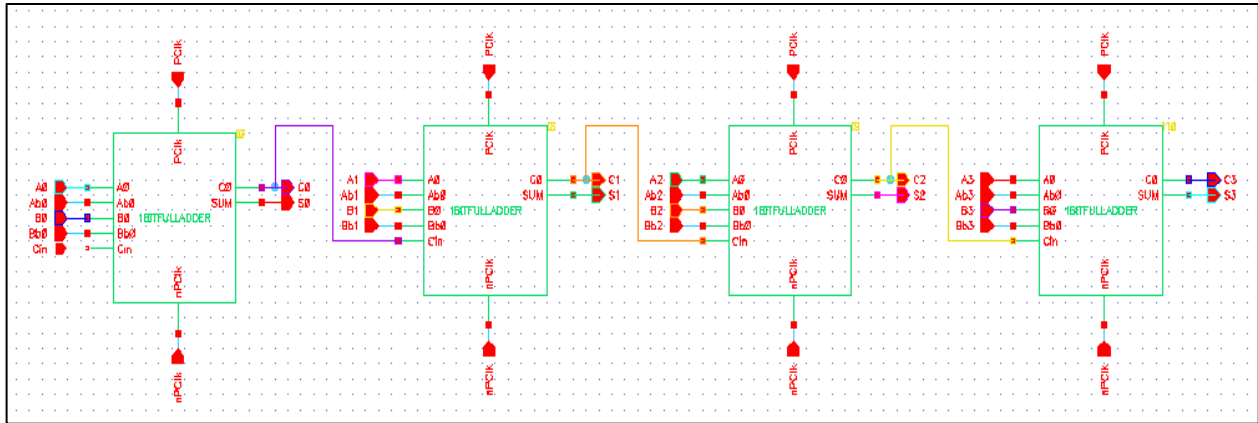 PClk PClk PClk PClk
PClk PClk PClk PClk
A0 A0 C0 C0
Ab0 Ab0 SUM S0
B0 B0 1BITFULLADDER
Bb0 Bb0
Cin Cin
nPClk
nPClk
A1 A0 C0 C1
Ab1 Ab0 SUM S1
B1 B0 1BITFULLADDER
Bb1 Bb0
Cin
nPClk
nPClk
A2 A0 C0 C2
Ab2 Ab0 SUM S2
B2 B0 1BITFULLADDER
Bb2 Bb0
Cin
nPClk
nPClk
A3 A0 C0 C3
Ab3 Ab0 SUM S3
B3 B0 1BITFULLADDER
Bb3 Bb0
Cin
nPClk
nPClk